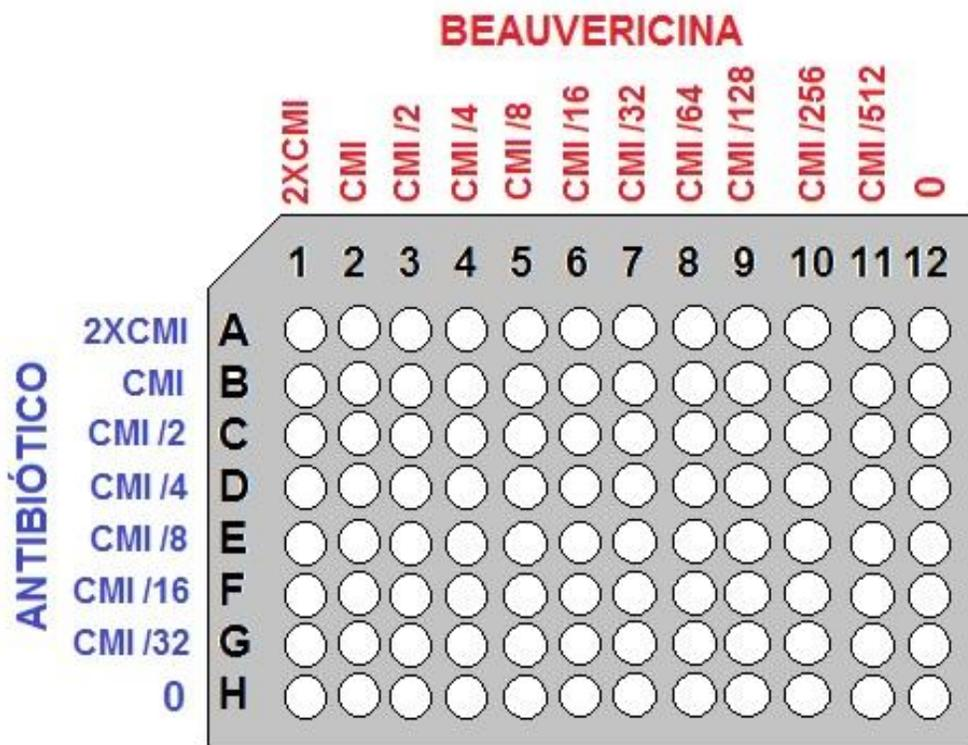 BEAUVERICINA
2XCMI
CMI
CMI /2
CMI /4
CMI /8
CMI /16
CMI /32
CMI /64
CMI /128
CMI /256
CMI /512
0
1 2 3 4 5 6 7 8 9 10 11 12
ANTIBIÓTICO
2XCMI A
CMI B
CMI /2 C
CMI /4 D
CMI /8 E
CMI /16 F
CMI /32 G
0 H